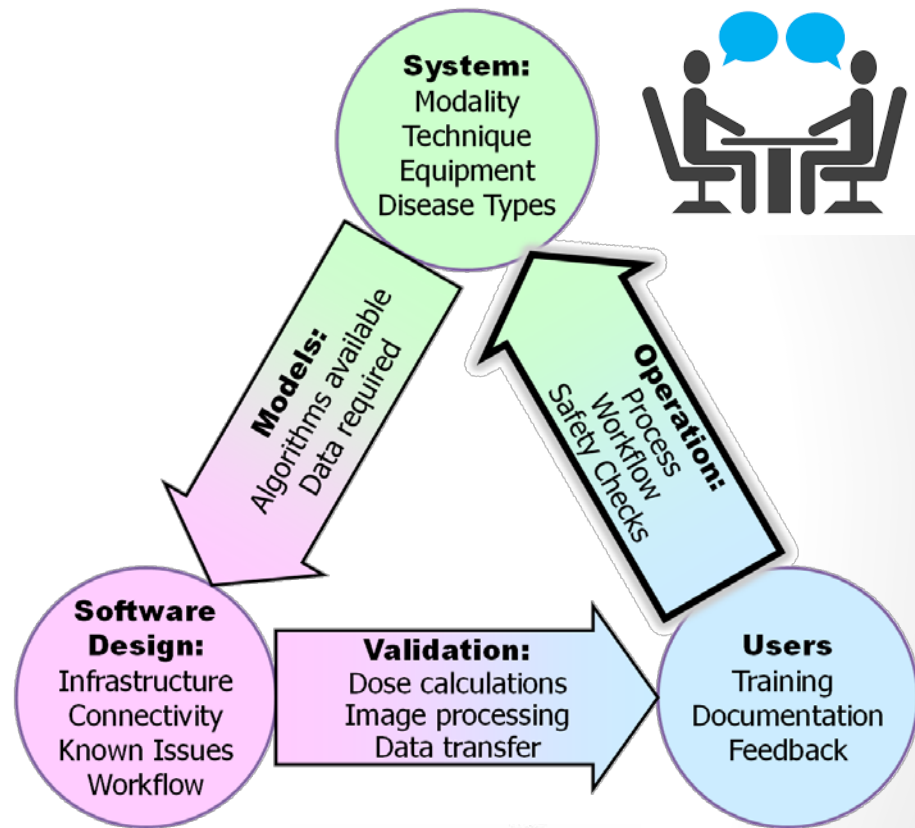 System:
Modality
Technique
Equipment
Disease Types
Models:
Algorithms available
Data required
Operation:
Process
Workflow
Safety Checks
Software
Design:
Infrastructure
Connectivity
Known Issues
Workflow
Validation:
Dose calculations
Image processing
Data transfer
Users
Training
Documentation
Feedback